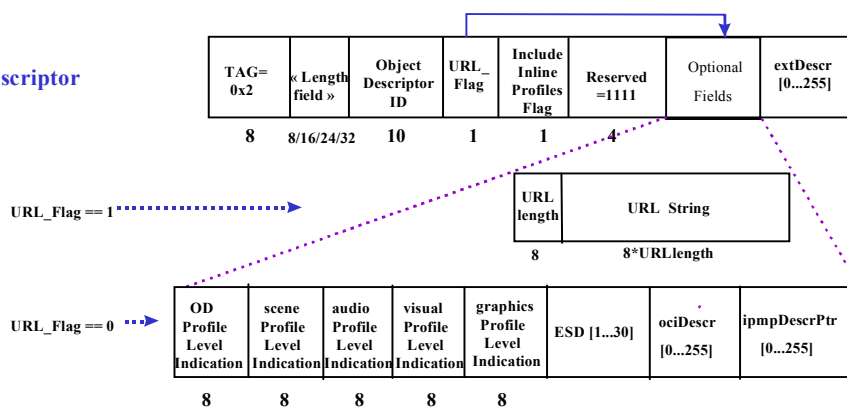 scriptor
TAG=
0x2
« Length
field »
Object
Descriptor
ID
URL_
Flag
Include
Inline
Profiles
Flag
Reserved
=1111
Optional
Fields
extDescr
[0...255]
8
8/16/24/32
10
1
1
4
URL_Flag == 1
URL
length
URL String
8
8*URLlength
URL_Flag == 0
OD
Profile
Level
Indication
scene
Profile
Level
Indication
audio
Profile
Level
Indication
visual
Profile
Level
Indication
graphics
Profile
Level
Indication
ESD [1...30]
ociDescr
[0...255]
ipmpDescrPtr
[0...255]
8
8
8
8
8